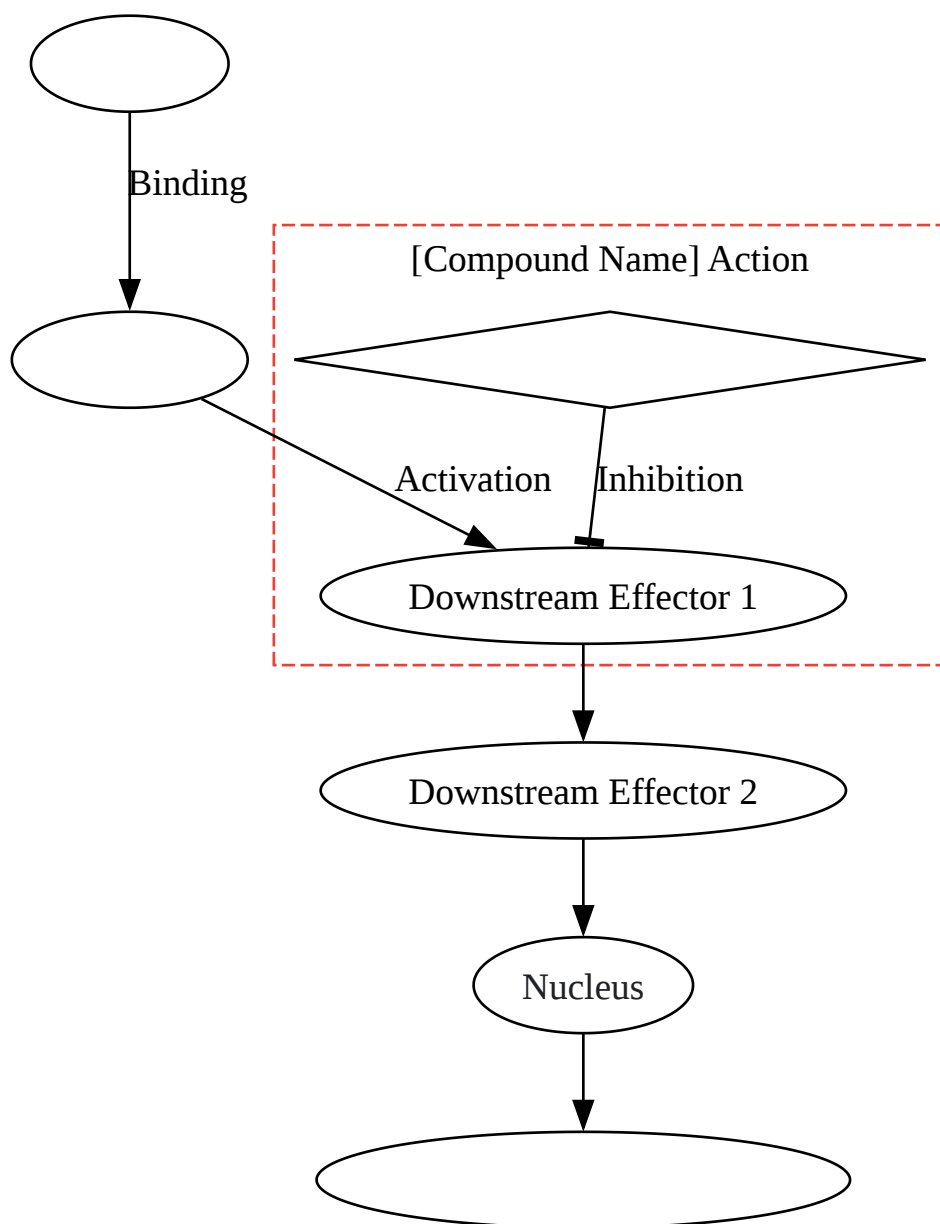 Binding
[Compound Name] Action
Activation
Inhibition
Downstream Effector 1
Downstream Effector 2
Nucleus